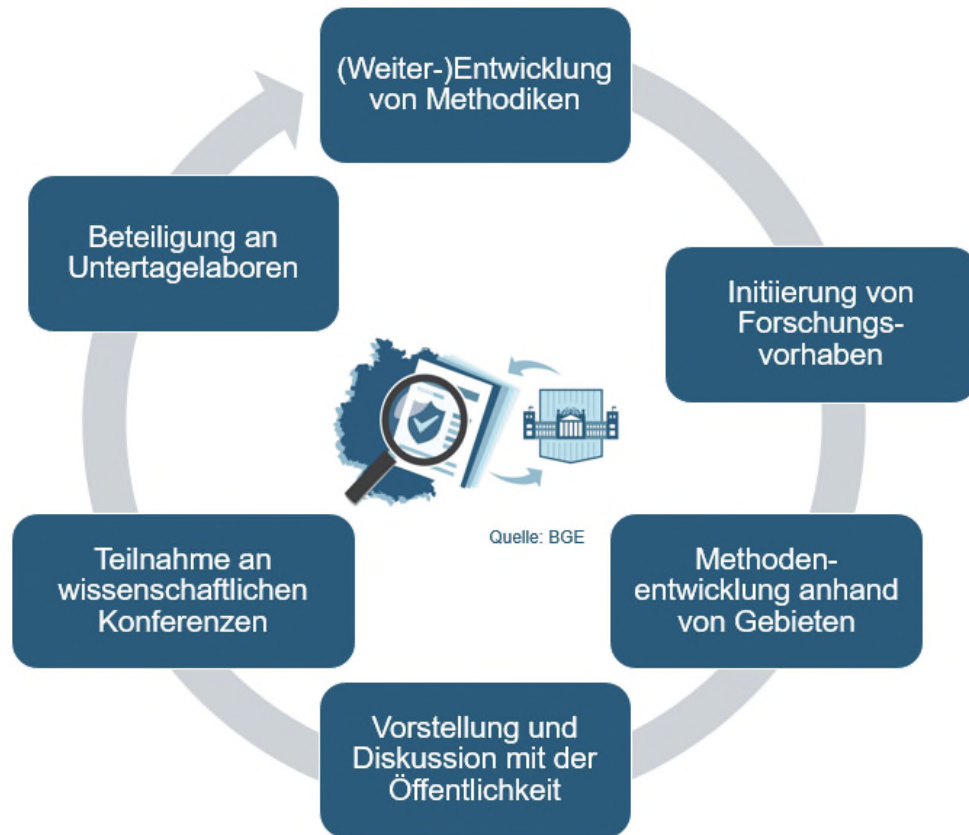 (Weiter-)Entwicklung
von Methodiken
Initiierung von
Forschungs-
vorhaben
Methoden-
entwicklung anhand
von Gebieten
Vorstellung und
Diskussion mit der
Öffentlichkeit
Teilnahme an
wissenschaftlichen
Konferenzen
Beteiligung an
Untertagelaboren
Quelle: BGE